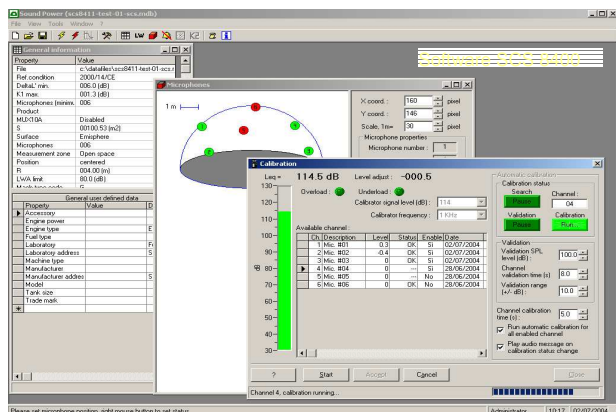 Sound Power (scs8411-test-01-scx.mdb)
File View Tools Window ?
LW K2
General information
Property Value
File c:\datafiles\scs8411-test-01-scx.r
Ref.condition 2000/14/CE
DeltaL' min. 006.0 (dB)
K1 max. 001.3 (dB)
Microphones (minimu 006
Product
MUX10A Disabled
S 00100.53 (m2)
Surface Emisphere
Microphones 006
Measurement zone Open space
Position centered
R 004.00 (m)
LWA limit 80.0 (dB)
General user defined data
Property Value D
Accessory
Engine power
Engine type E
Fuel type
Laboratory Fr
Laboratory address S
Machine type
Manufacturer
Manufacturer addres S
Model
Tank size
Trade mark
Microphones
1 m
X coord. : 160 pixel
Y coord. : 146 pixel
Scale, 1m= 30 pixel
Microphone properties
Microphone number : 1
Calibration
Leq = 114.5 dB Level adjust : -000.5
Overload : Underload :
Calibrator signal level (dB) : 114
Calibrator frequency : 1 KHz
Available channel :
Ch. Description Level Status Enable Date
1 Mic. #01 0.3 OK Sì 02/07/2004
2 Mic. #02 -0.4 OK Sì 02/07/2004
3 Mic. #03 0 OK Sì 02/07/2004
4 Mic. #04 0 --- Sì 28/06/2004
5 Mic. #05 0 --- No 28/06/2004
6 Mic. #06 0 OK No 28/06/2004
130
120
110
100
90
dB 80
70
60
50
40
30
Automatic calibration
Calibration status
Search Channel :
Pause 04
Validation Calibration
Pause Run...
Validation
Validation SPL level (dB) : 100.0
Channel validation time (s) 8.0
Validation range (+/- dB) : 10.0
Channel calibration time (s) : 5.0
Run automatic calibration for all enabled channel
Play audio message on calibration status change
? Start Accept Cancel Close
Channel 4, calibration running...
Please set microphone position, right mouse button to set status Administrator 10:17 02/07/2004